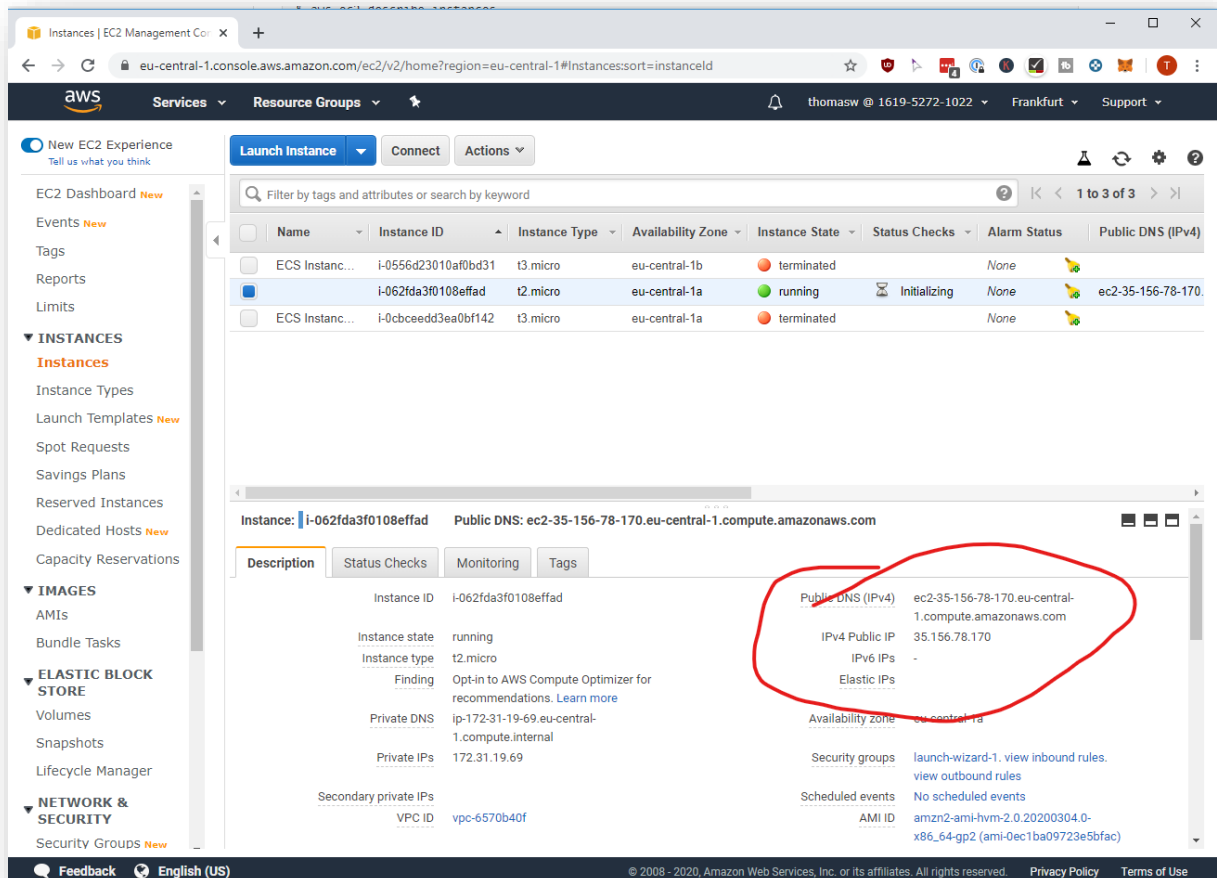 aws ec2 describe-instances
Instances | EC2 Management Con
eu-central-1.console.aws.amazon.com/ec2/v2/home?region=eu-central-1#Instances:sort=instanceId
4
1b
T
aws Services Resource Groups thomasw @ 1619-5272-1022 Frankfurt Support
New EC2 Experience
Tell us what you think
EC2 Dashboard New
Events New
Tags
Reports
Limits
INSTANCES
Instances
Instance Types
Launch Templates New
Spot Requests
Savings Plans
Reserved Instances
Dedicated Hosts New
Capacity Reservations
IMAGES
AMIs
Bundle Tasks
ELASTIC BLOCK
STORE
Volumes
Snapshots
Lifecycle Manager
NETWORK &
SECURITY
Security Groups New
Launch Instance Connect Actions
Filter by tags and attributes or search by keyword 1 to 3 of 3
Name Instance ID Instance Type Availability Zone Instance State Status Checks Alarm Status Public DNS (IPv4)
ECS Instanc... i-0556d23010af0bd31 t3.micro eu-central-1b terminated None
i-062fda3f0108effad t2.micro eu-central-1a running Initializing None ec2-35-156-78-170.
ECS Instanc... i-0cbceedd3ea0bf142 t3.micro eu-central-1a terminated None
Instance: i-062fda3f0108effad Public DNS: ec2-35-156-78-170.eu-central-1.compute.amazonaws.com
Description Status Checks Monitoring Tags
Instance ID i-062fda3f0108effad
Instance state running
Instance type t2.micro
Finding Opt-in to AWS Compute Optimizer for
recommendations. Learn more
Private DNS ip-172-31-19-69.eu-central-
1.compute.internal
Private IPs 172.31.19.69
Secondary private IPs
VPC ID vpc-6570b40f
Public DNS (IPv4) ec2-35-156-78-170.eu-central-
1.compute.amazonaws.com
IPv4 Public IP 35.156.78.170
IPv6 IPs -
Elastic IPs
Availability zone eu-central-1a
Security groups launch-wizard-1. view inbound rules.
view outbound rules
Scheduled events No scheduled events
AMI ID amzn2-ami-hvm-2.0.20200304.0-
x86_64-gp2 (ami-0ec1ba09723e5bfac)
Feedback English (US) © 2008 - 2020, Amazon Web Services, Inc. or its affiliates. All rights reserved. Privacy Policy Terms of Use